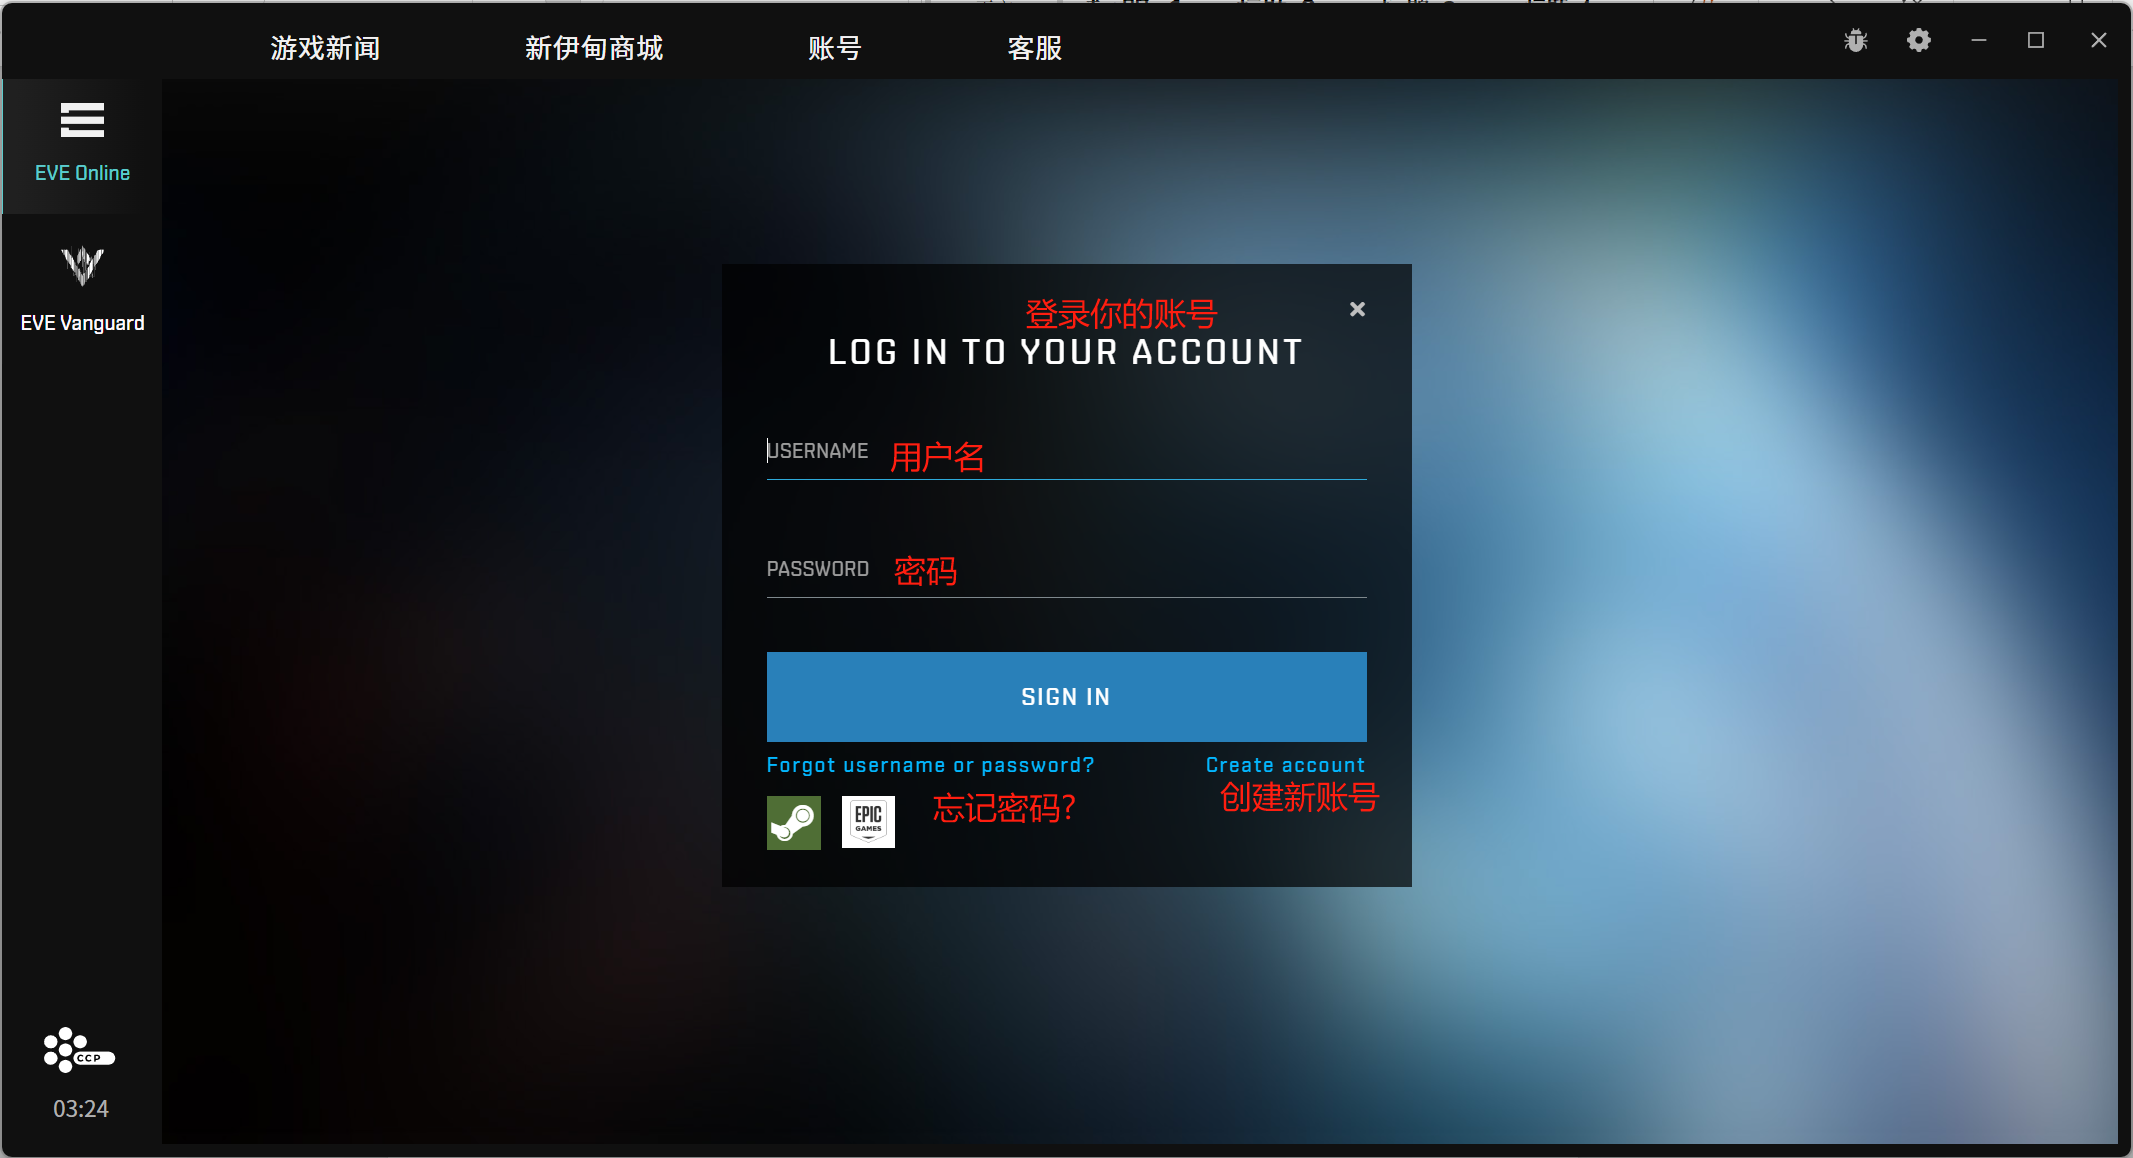 游戏新闻 新伊甸商城 账号 客服
EVE Online
EVE Vanguard
登录你的账号
LOG IN TO YOUR ACCOUNT
USERNAME 用户名
PASSWORD 密码
SIGN IN
Forgot username or password? Create account
忘记密码? 创建新账号
EPIC
GAMES
CCP
03:24